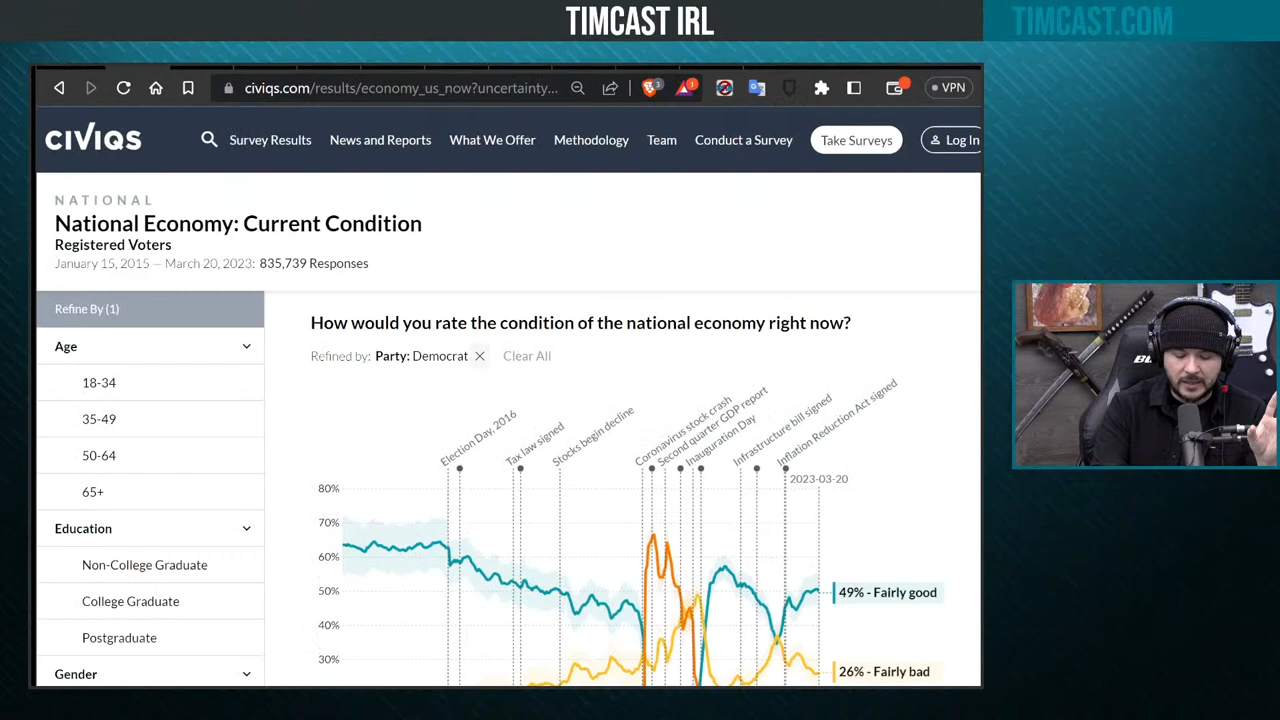 TIMCAST IRL
TIMCAST.COM
civiqs.com/results/economy_us_now?uncertainty...
3
1
VPN
CIVIQS
Survey Results
News and Reports
What We Offer
Methodology
Team
Conduct a Survey
Take Surveys
Log In
NATIONAL
National Economy: Current Condition
Registered Voters
January 15, 2015 — March 20, 2023: 835,739 Responses
Refine By (1)
Age
18-34
35-49
50-64
65+
Education
Non-College Graduate
College Graduate
Postgraduate
Gender
How would you rate the condition of the national economy right now?
Refined by: Party: Democrat
Clear All
Election Day, 2016
Tax law signed
Stocks begin decline
Coronavirus stock crash
Second quarter GDP report
Inauguration Day
Infrastructure bill signed
Inflation Reduction Act signed
2023-03-20
80%
70%
60%
50%
40%
30%
49% - Fairly good
26% - Fairly bad